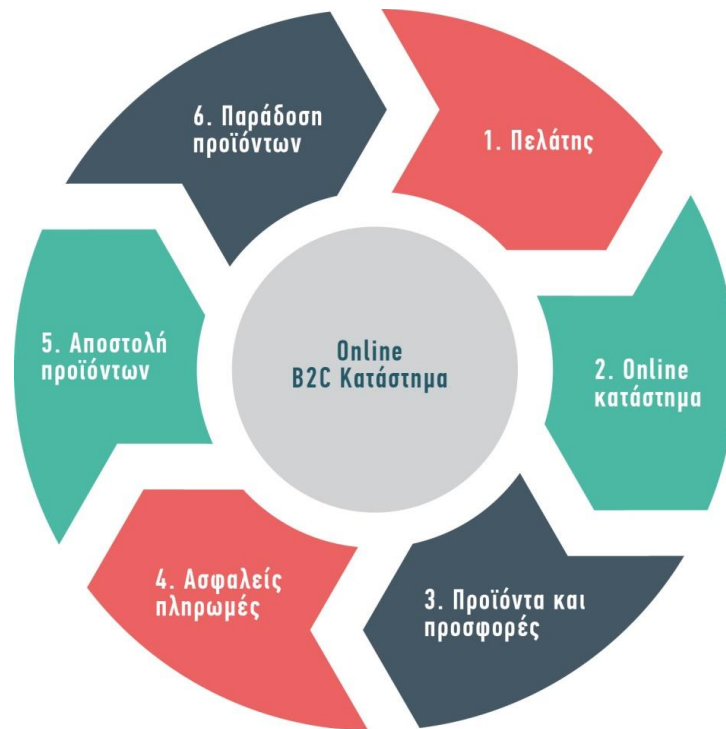 1. Πελάτης
2. Online
κατάστημα
3. Προϊόντα και
προσφορές
4. Ασφαλείς
πληρωμές
5. Αποστολή
προϊόντων
6. Παράδοση
προϊόντων
Online
B2C Κατάστημα